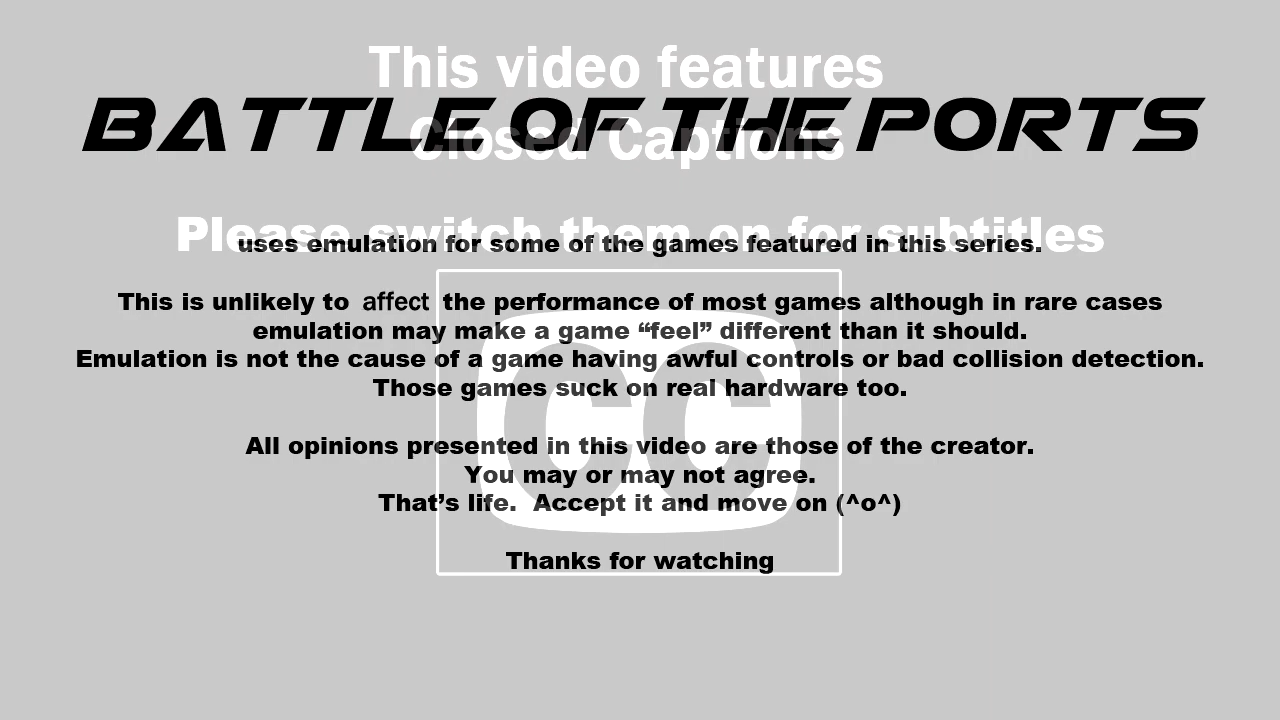 This video features
BATTLE OF THE PORTS
Closed Captions
Please switch them on for subtitles
uses emulation for some of the games featured in this series.
This is unlikely to affect the performance of most games although in rare cases
emulation may make a game “feel” different than it should.
Emulation is not the cause of a game having awful controls or bad collision detection.
Those games suck on real hardware too.
CC
All opinions presented in this video are those of the creator.
You may or may not agree.
That’s life. Accept it and move on (^o^)
Thanks for watching